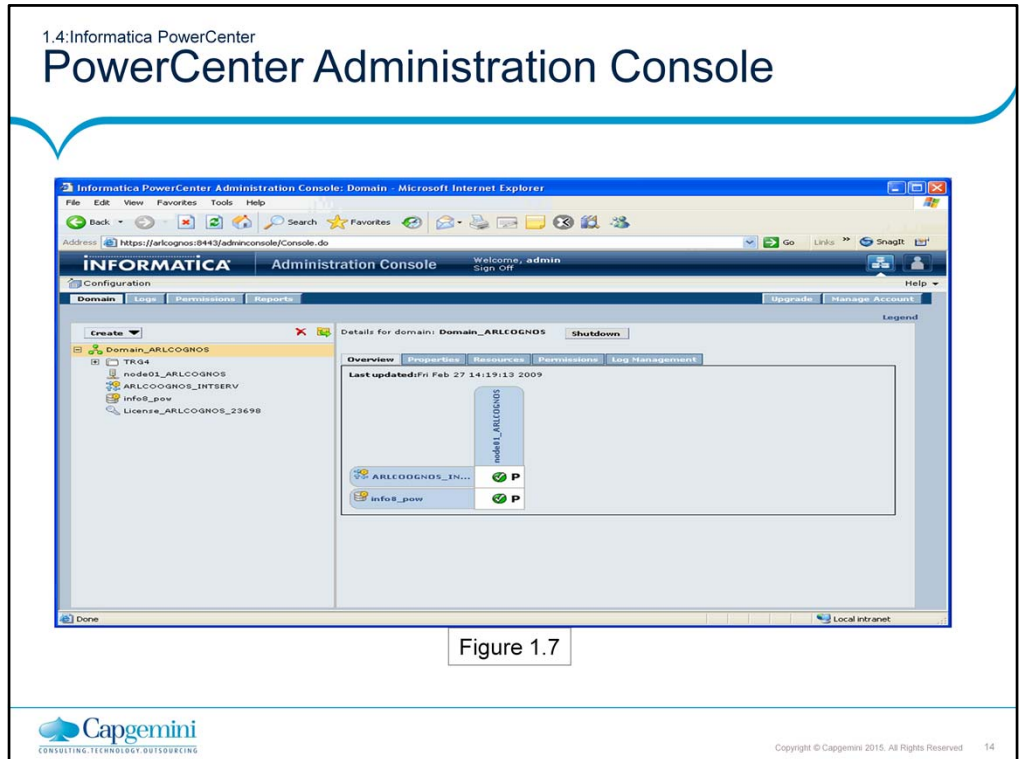 1.4:Informatica PowerCenter
PowerCenter Administration Console
Informatica PowerCenter Administration Console: Domain - Microsoft Internet Explorer
File Edit View Favorites Tools Help
Back Search Favorites
Address https://arlcognos:8443/adminconsole/Console.do Go Links » SnagIt
INFORMATICA Administration Console Welcome, admin
Sign Off
Configuration Help
Domain Logs Permissions Reports Upgrade Manage Account
Legend
Create Details for domain: Domain_ARLCOGNOS Shutdown
Domain_ARLCOGNOS
TRG4
node01_ARLCOGNOS
ARLCOOGNOS_INTSERV
info8_pow
License_ARLCOGNOS_23698
Overview Properties Resources Permissions Log Management
Last updated:Fri Feb 27 14:19:13 2009
node01_ARLCOGNOS
ARLCOOGNOS_IN... P
info8_pow P
Done Local intranet
Figure 1.7
Capgemini
CONSULTING.TECHNOLOGY.OUTSOURCING
Copyright © Capgemini 2015. All Rights Reserved 14